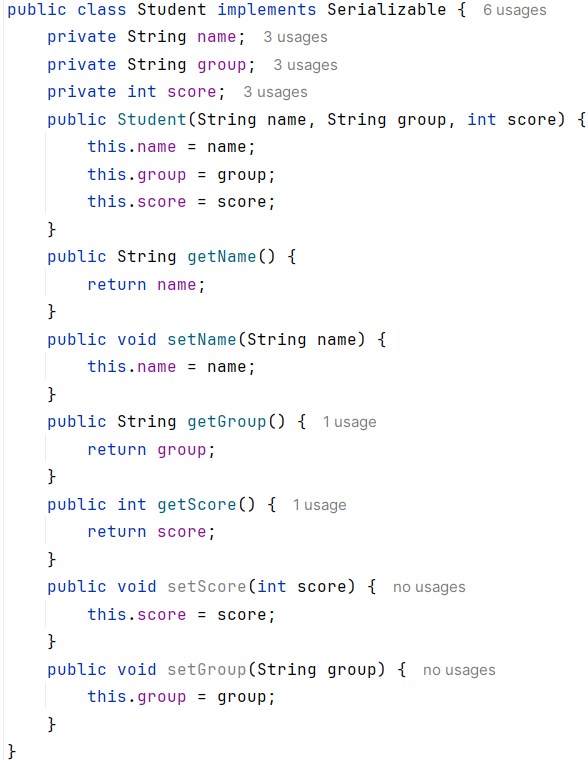 public class Student implements Serializable {  6 usages
    private String name;  3 usages
    private String group;  3 usages
    private int score;  3 usages
    public Student(String name, String group, int score) {
        this.name = name;
        this.group = group;
        this.score = score;
    }
    public String getName() {
        return name;
    }
    public void setName(String name) {
        this.name = name;
    }
    public String getGroup() {  1 usage
        return group;
    }
    public int getScore() {  1 usage
        return score;
    }
    public void setScore(int score) {  no usages
        this.score = score;
    }
    public void setGroup(String group) {  no usages
        this.group = group;
    }
}